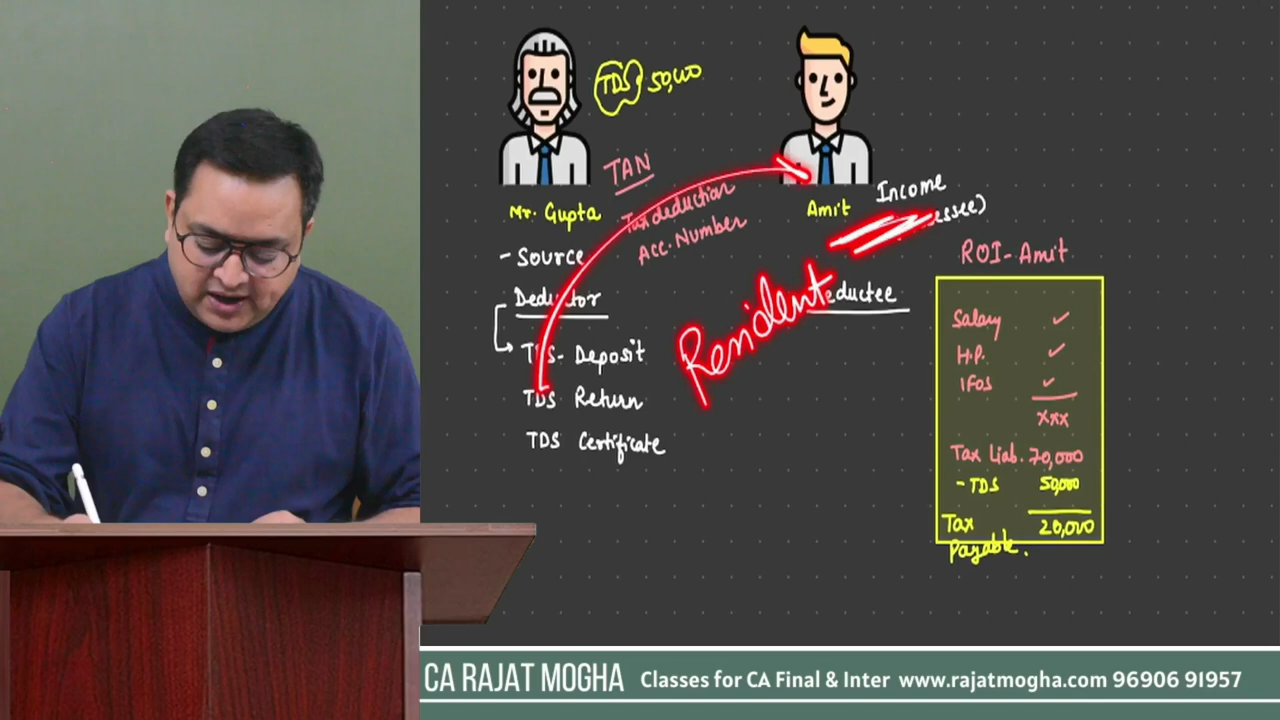 TDS 50,000
TAN
Tax deduction
Acc. Number
Mr. Gupta
Amit
Income
essee)
- Source
ROI - Amit
Deductor
Resident
eductee
TDS - Deposit
TDS Return
TDS Certificate
Salary ✓
H.P. ✓
IFOS ✓
xxx
Tax Liab. 70,000
- TDS 50,000
Tax 20,000
Payable.
CA RAJAT MOGHA Classes for CA Final & Inter www.rajatmogha.com 96906 91957